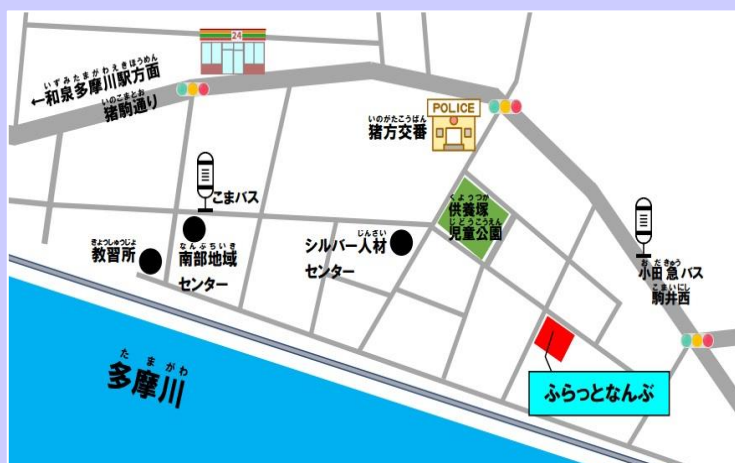 24
いずみたまがわえきほうめん
←和泉多摩川駅方面
いのこまとお
猪駒通り
POLICE
いのがたこうばん
猪方交番
こまバス
くようづか
供養塚
じどうこうえん
児童公園
きょうしゅうじょ
教習所
なんぶちいき
南部地域
センター
じんざい
シルバー人材
センター
おだきゅう
小田急バス
こまいにし
駒井西
たまがわ
多摩川
ふらっとなんぶ